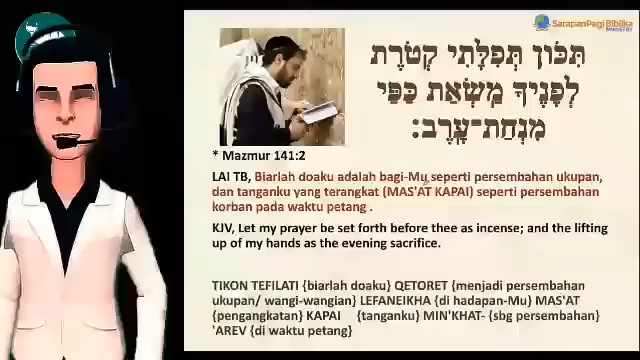 SarapanPagi Biblika
MINISTRY
תִּכּוֹן תְּפִלָּתִי קְטֹרֶת
לְפָנֶיךָ מַשְׂאַת כַּפַּי
מִנְחַת־עָרֶב׃
* Mazmur 141:2
LAI TB, Biarlah doaku adalah bagi-Mu seperti persembahan ukupan,
dan tanganku yang terangkat (MAS'AT KAPAI) seperti persembahan
korban pada waktu petang .
KJV, Let my prayer be set forth before thee as incense; and the lifting
up of my hands as the evening sacrifice.
TIKON TEFILATI {biarlah doaku} QETORET {menjadi persembahan
ukupan/ wangi-wangian} LEFANEIKHA {di hadapan-Mu} MAS'AT
{pengangkatan} KAPAI {tanganku} MIN'KHAT- {sbg persembahan}
'AREV {di waktu petang}